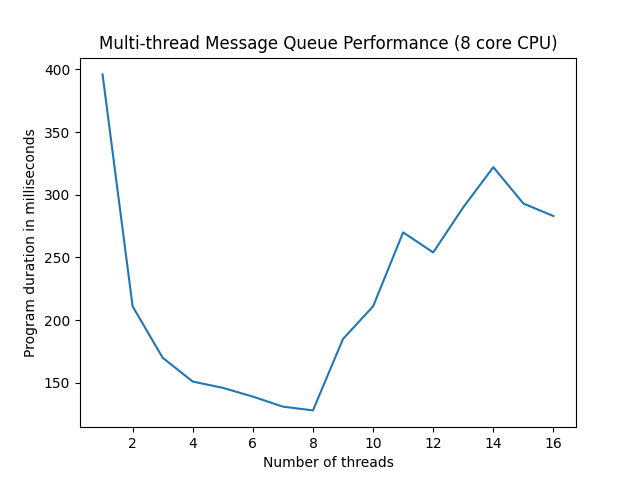 Multi-thread Message Queue Performance (8 core CPU)
Program duration in milliseconds
400
350
300
250
200
150
2 4 6 8 10 12 14 16
Number of threads